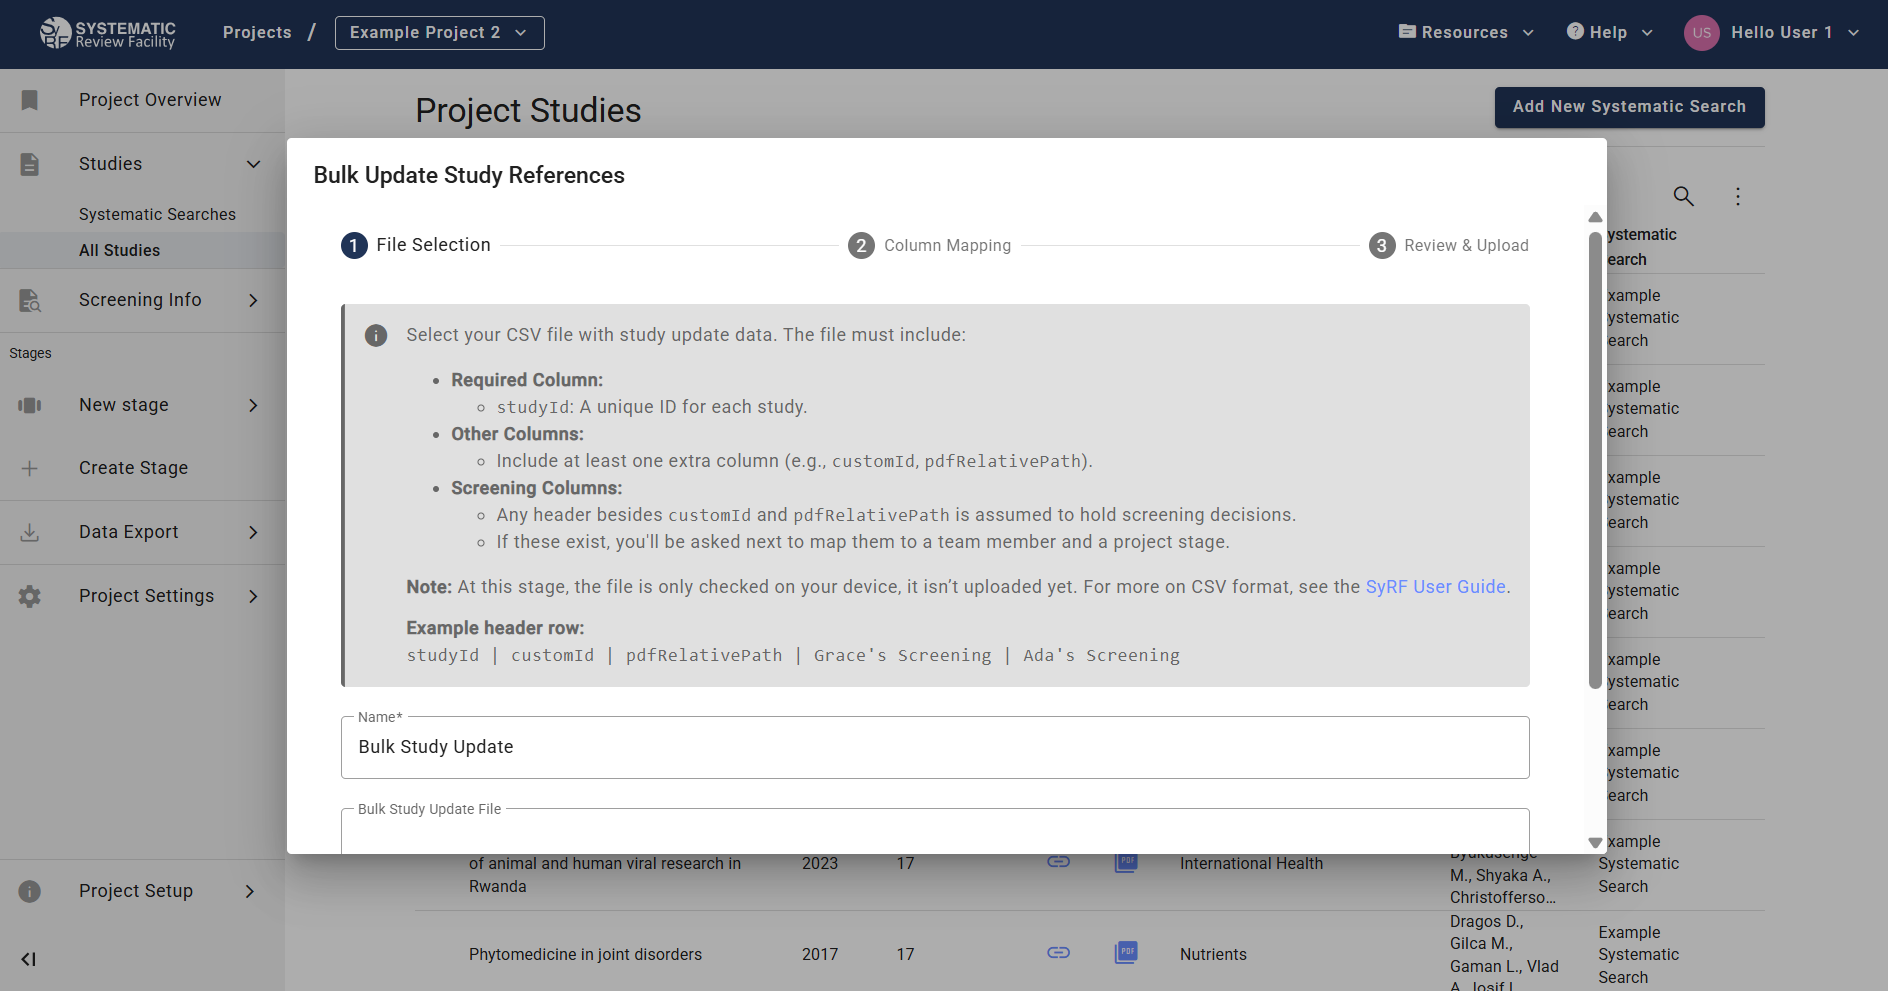 SYSTEMATIC
Review Facility
Projects / Example Project 2
Resources
Help
US
Hello User 1
Project Overview
Studies
Systematic Searches
All Studies
Screening Info
Stages
New stage
Create Stage
Data Export
Project Settings
Project Setup
Project Studies
Add New Systematic Search
Bulk Update Study References
1 File Selection
2 Column Mapping
3 Review & Upload
Select your CSV file with study update data. The file must include:
• Required Column:
◦ studyId: A unique ID for each study.
• Other Columns:
◦ Include at least one extra column (e.g., customId, pdfRelativePath).
• Screening Columns:
◦ Any header besides customId and pdfRelativePath is assumed to hold screening decisions.
◦ If these exist, you'll be asked next to map them to a team member and a project stage.
Note: At this stage, the file is only checked on your device, it isn’t uploaded yet. For more on CSV format, see the SyRF User Guide.
Example header row:
studyId | customId | pdfRelativePath | Grace's Screening | Ada's Screening
Name*
Bulk Study Update
Bulk Study Update File
ystematic
earch
xample
ystematic
earch
xample
ystematic
earch
xample
ystematic
earch
xample
ystematic
earch
xample
ystematic
earch
xample
ystematic
earch
of animal and human viral research in
Rwanda
2023
17
PDF
International Health
M., Shyaka A.,
Christofferso...
xample
Systematic
Search
Phytomedicine in joint disorders
2017
17
PDF
Nutrients
Dragos D.,
Gilca M.,
Gaman L., Vlad
Example
Systematic
Search